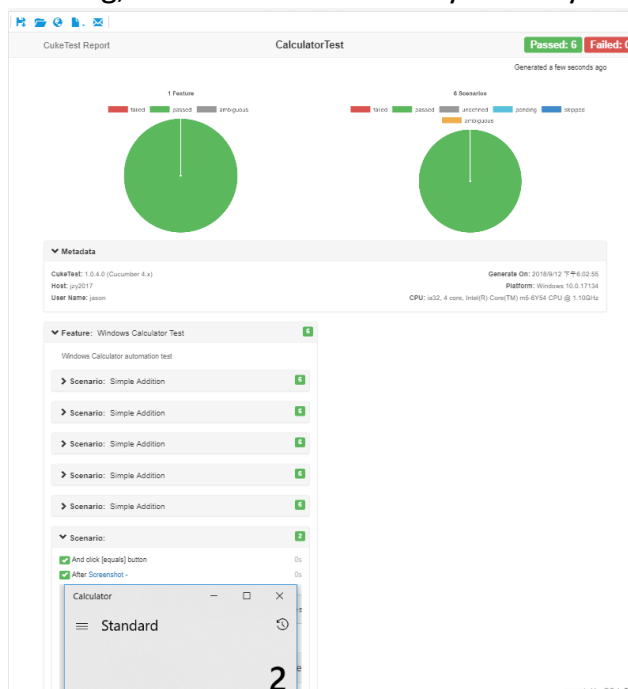 CukeTest Report
CalculatorTest
Passed: 6
Failed: 0
Generated a few seconds ago
1 Feature
failed passed ambiguous
6 Scenarios
failed passed undefined pending skipped
ambiguous
Metadata
CukeTest: 1.0.4.0 (Cucumber 4.x)
Host: jzy2017
User Name: jason
Generate On: 2018/9/12 下午6:02:55
Platform: Windows 10.0.17134
CPU: ia32, 4 core, Intel(R) Core(TM) m5-6Y54 CPU @ 1.10GHz
Feature: Windows Calculator Test 6
Windows Calculator automation test
Scenario: Simple Addition 6
Scenario: Simple Addition 6
Scenario: Simple Addition 6
Scenario: Simple Addition 6
Scenario: Simple Addition 6
Scenario: 2
And click [equals] button 0s
After Screenshot - 0s
Calculator
Standard
2